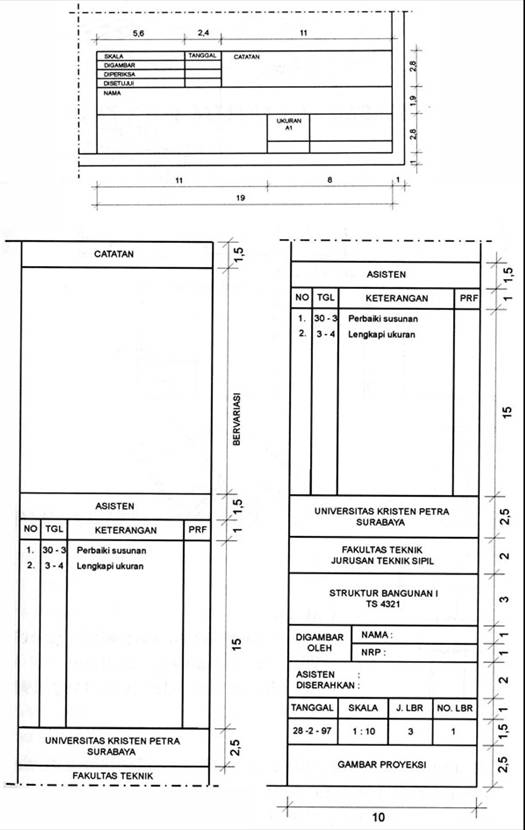 5,6 2,4 11
SKALA TANGGAL CATATAN
DIGAMBAR
DIPERIKSA
DISETUJUI
NAMA
UKURAN
A1
2,8
1,9
2,8
1
11 8 1
19
CATATAN
1,5
BERVARIASI
ASISTEN
1,5
NO TGL KETERANGAN PRF
1
1. 30 - 3 Perbaiki susunan
2. 3 - 4 Lengkapi ukuran
15
UNIVERSITAS KRISTEN PETRA
SURABAYA
2,5
FAKULTAS TEKNIK
ASISTEN
1,5
NO TGL KETERANGAN PRF
1
1. 30 - 3 Perbaiki susunan
2. 3 - 4 Lengkapi ukuran
15
UNIVERSITAS KRISTEN PETRA
SURABAYA
2,5
FAKULTAS TEKNIK
JURUSAN TEKNIK SIPIL
2
STRUKTUR BANGUNAN I
TS 4321
3
DIGAMBAR
OLEH
NAMA :
1
NRP :
1
ASISTEN :
DISERAHKAN :
2
TANGGAL SKALA J. LBR NO. LBR
1
28 -2 - 97 1 : 10 3 1
1,5
GAMBAR PROYEKSI
2,5
10